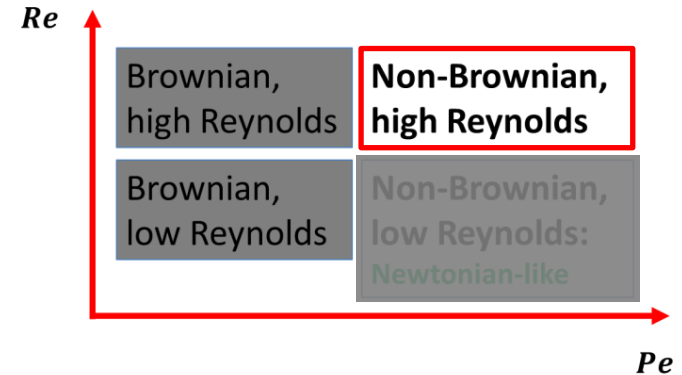 Re
Brownian,
high Reynolds
Non-Brownian,
high Reynolds
Brownian,
low Reynolds
Non-Brownian,
low Reynolds:
Newtonian-like
Pe